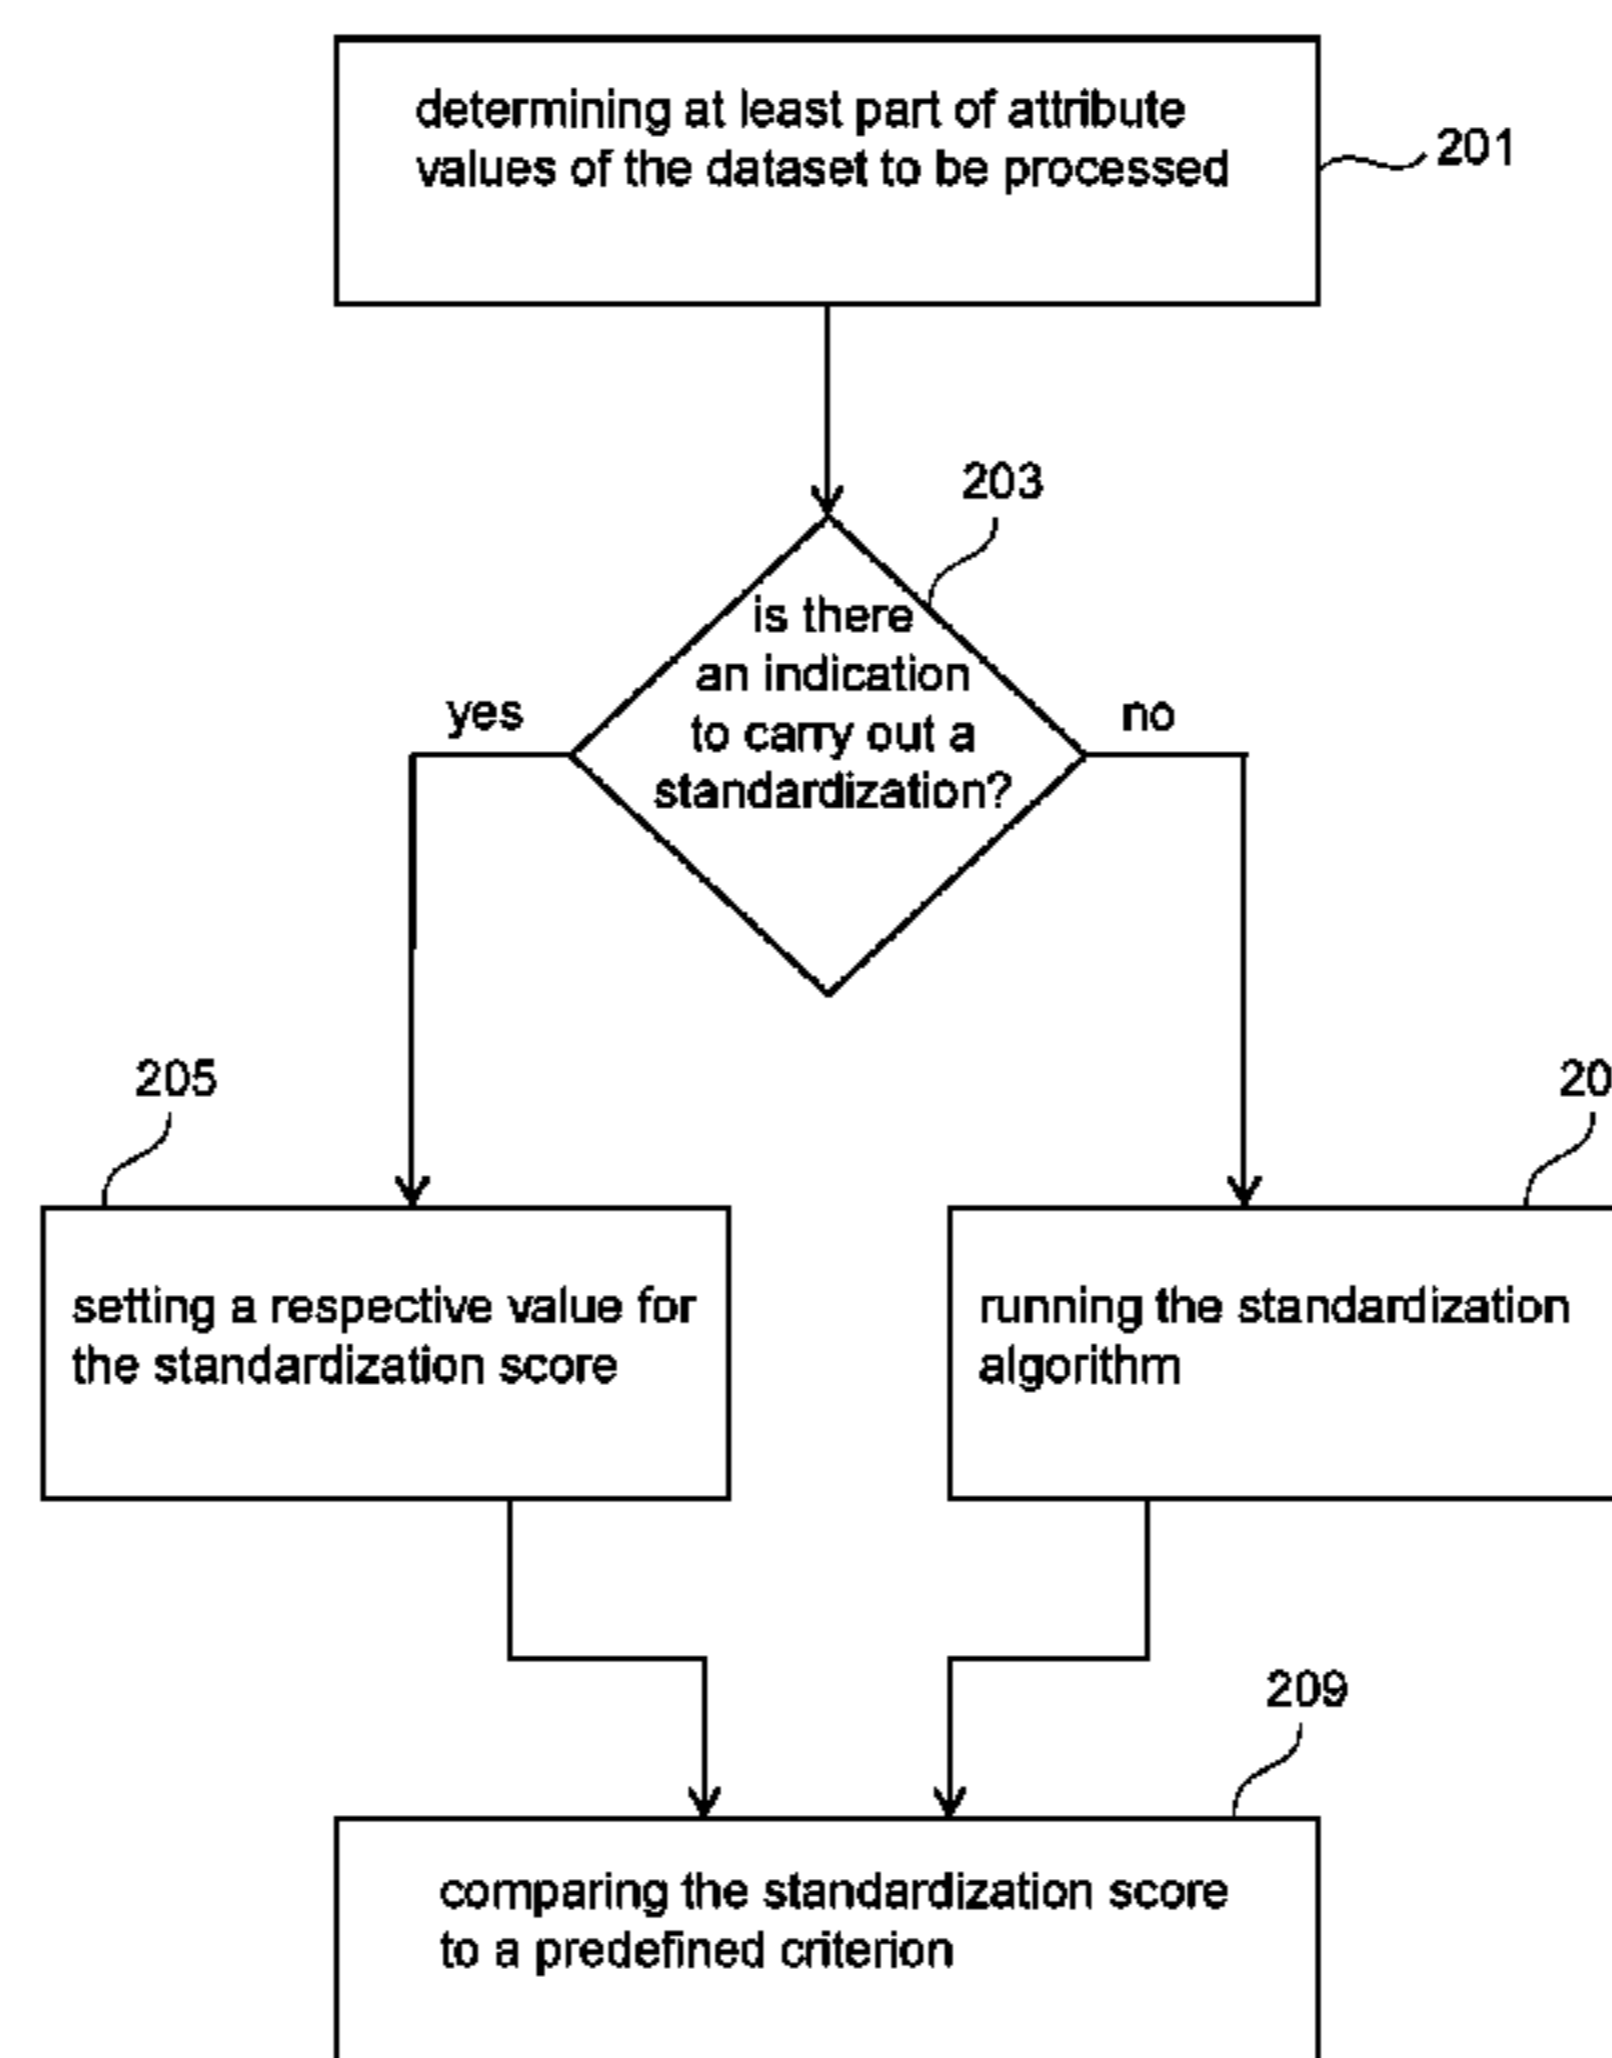 determining at least part of attribute
values of the dataset to be processed
201
203
is there
an indication
to carry out a
standardization?
yes
no
205
20
setting a respective value for
the standardization score
running the standardization
algorithm
209
comparing the standardization score
to a predefined criterion